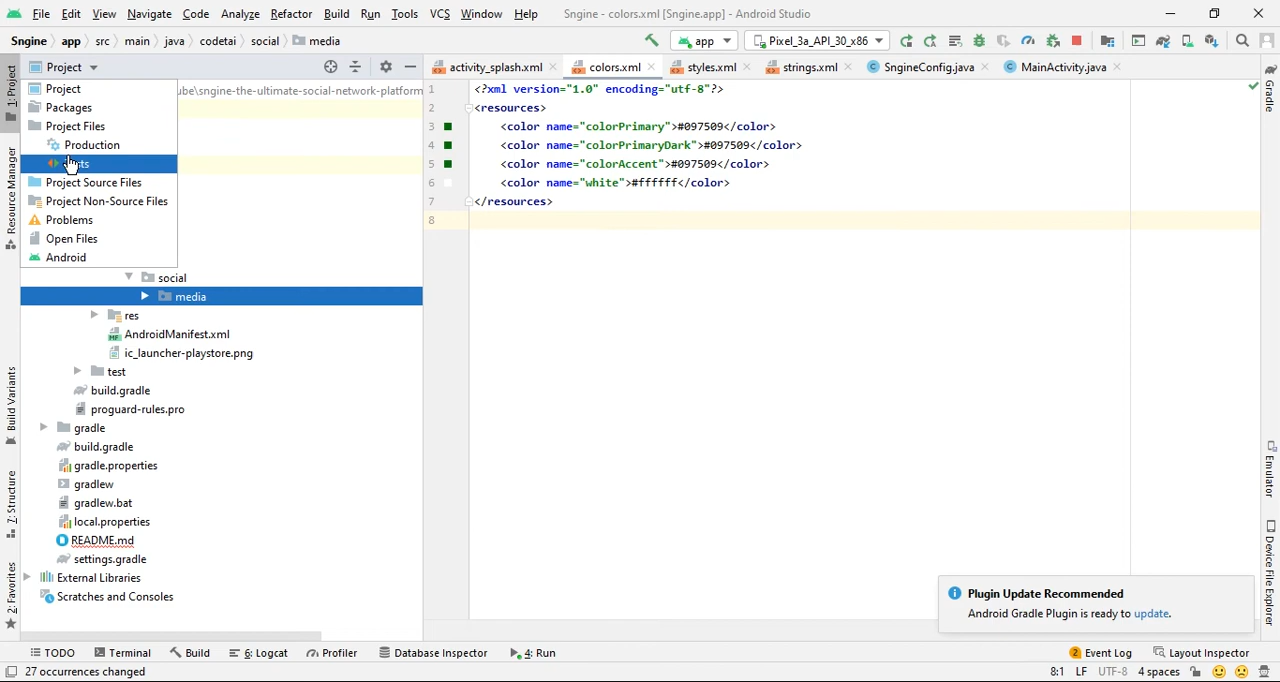 File Edit View Navigate Code Analyze Refactor Build Run Tools VCS Window Help Sngine - colors.xml [Sngine.app] - Android Studio
Sngine app src main java codetai social media app Pixel_3a_API_30_x86
Project activity_splash.xml colors.xml styles.xml strings.xml SngineConfig.java MainActivity.java
1: Project
Resource Manager
Build Variants
7: Structure
2: Favorites
Project
Packages
Project Files
Production
Project Source Files
Project Non-Source Files
Problems
Open Files
Android
ube\sngine-the-ultimate-social-network-platform
social
media
res
AndroidManifest.xml
ic_launcher-playstore.png
test
build.gradle
proguard-rules.pro
gradle
build.gradle
gradle.properties
gradlew
gradlew.bat
local.properties
README.md
settings.gradle
External Libraries
Scratches and Consoles
1 <?xml version="1.0" encoding="utf-8"?>
2 <resources>
3 <color name="colorPrimary">#097509</color>
4 <color name="colorPrimaryDark">#097509</color>
5 <color name="colorAccent">#097509</color>
6 <color name="white">#ffffff</color>
7 </resources>
8
Gradle
Emulator
Device File Explorer
Plugin Update Recommended
Android Gradle Plugin is ready to update.
TODO Terminal Build 6: Logcat Profiler Database Inspector 4: Run 2 Event Log Layout Inspector
27 occurrences changed 8:1 LF UTF-8 4 spaces